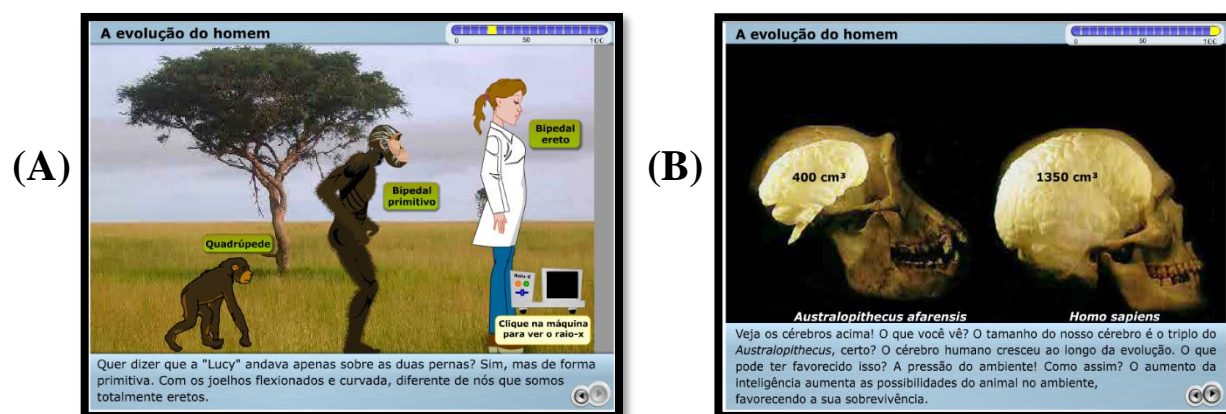 (A)
A evolução do homem
0 50 100
Bipedal
ereto
Bipedal
primitivo
Quadrúpede
Raio-X
Clique na máquina
para ver o raio-x
Quer dizer que a "Lucy" andava apenas sobre as duas pernas? Sim, mas de forma
primitiva. Com os joelhos flexionados e curvada, diferente de nós que somos
totalmente eretos.
(B)
A evolução do homem
0 50 100
400 cm³
1350 cm³
Australopithecus afarensis
Homo sapiens
Veja os cérebros acima! O que você vê? O tamanho do nosso cérebro é o triplo do
Australopithecus, certo? O cérebro humano cresceu ao longo da evolução. O que
pode ter favorecido isso? A pressão do ambiente! Como assim? O aumento da
inteligência aumenta as possibilidades do animal no ambiente,
favorecendo a sua sobrevivência.